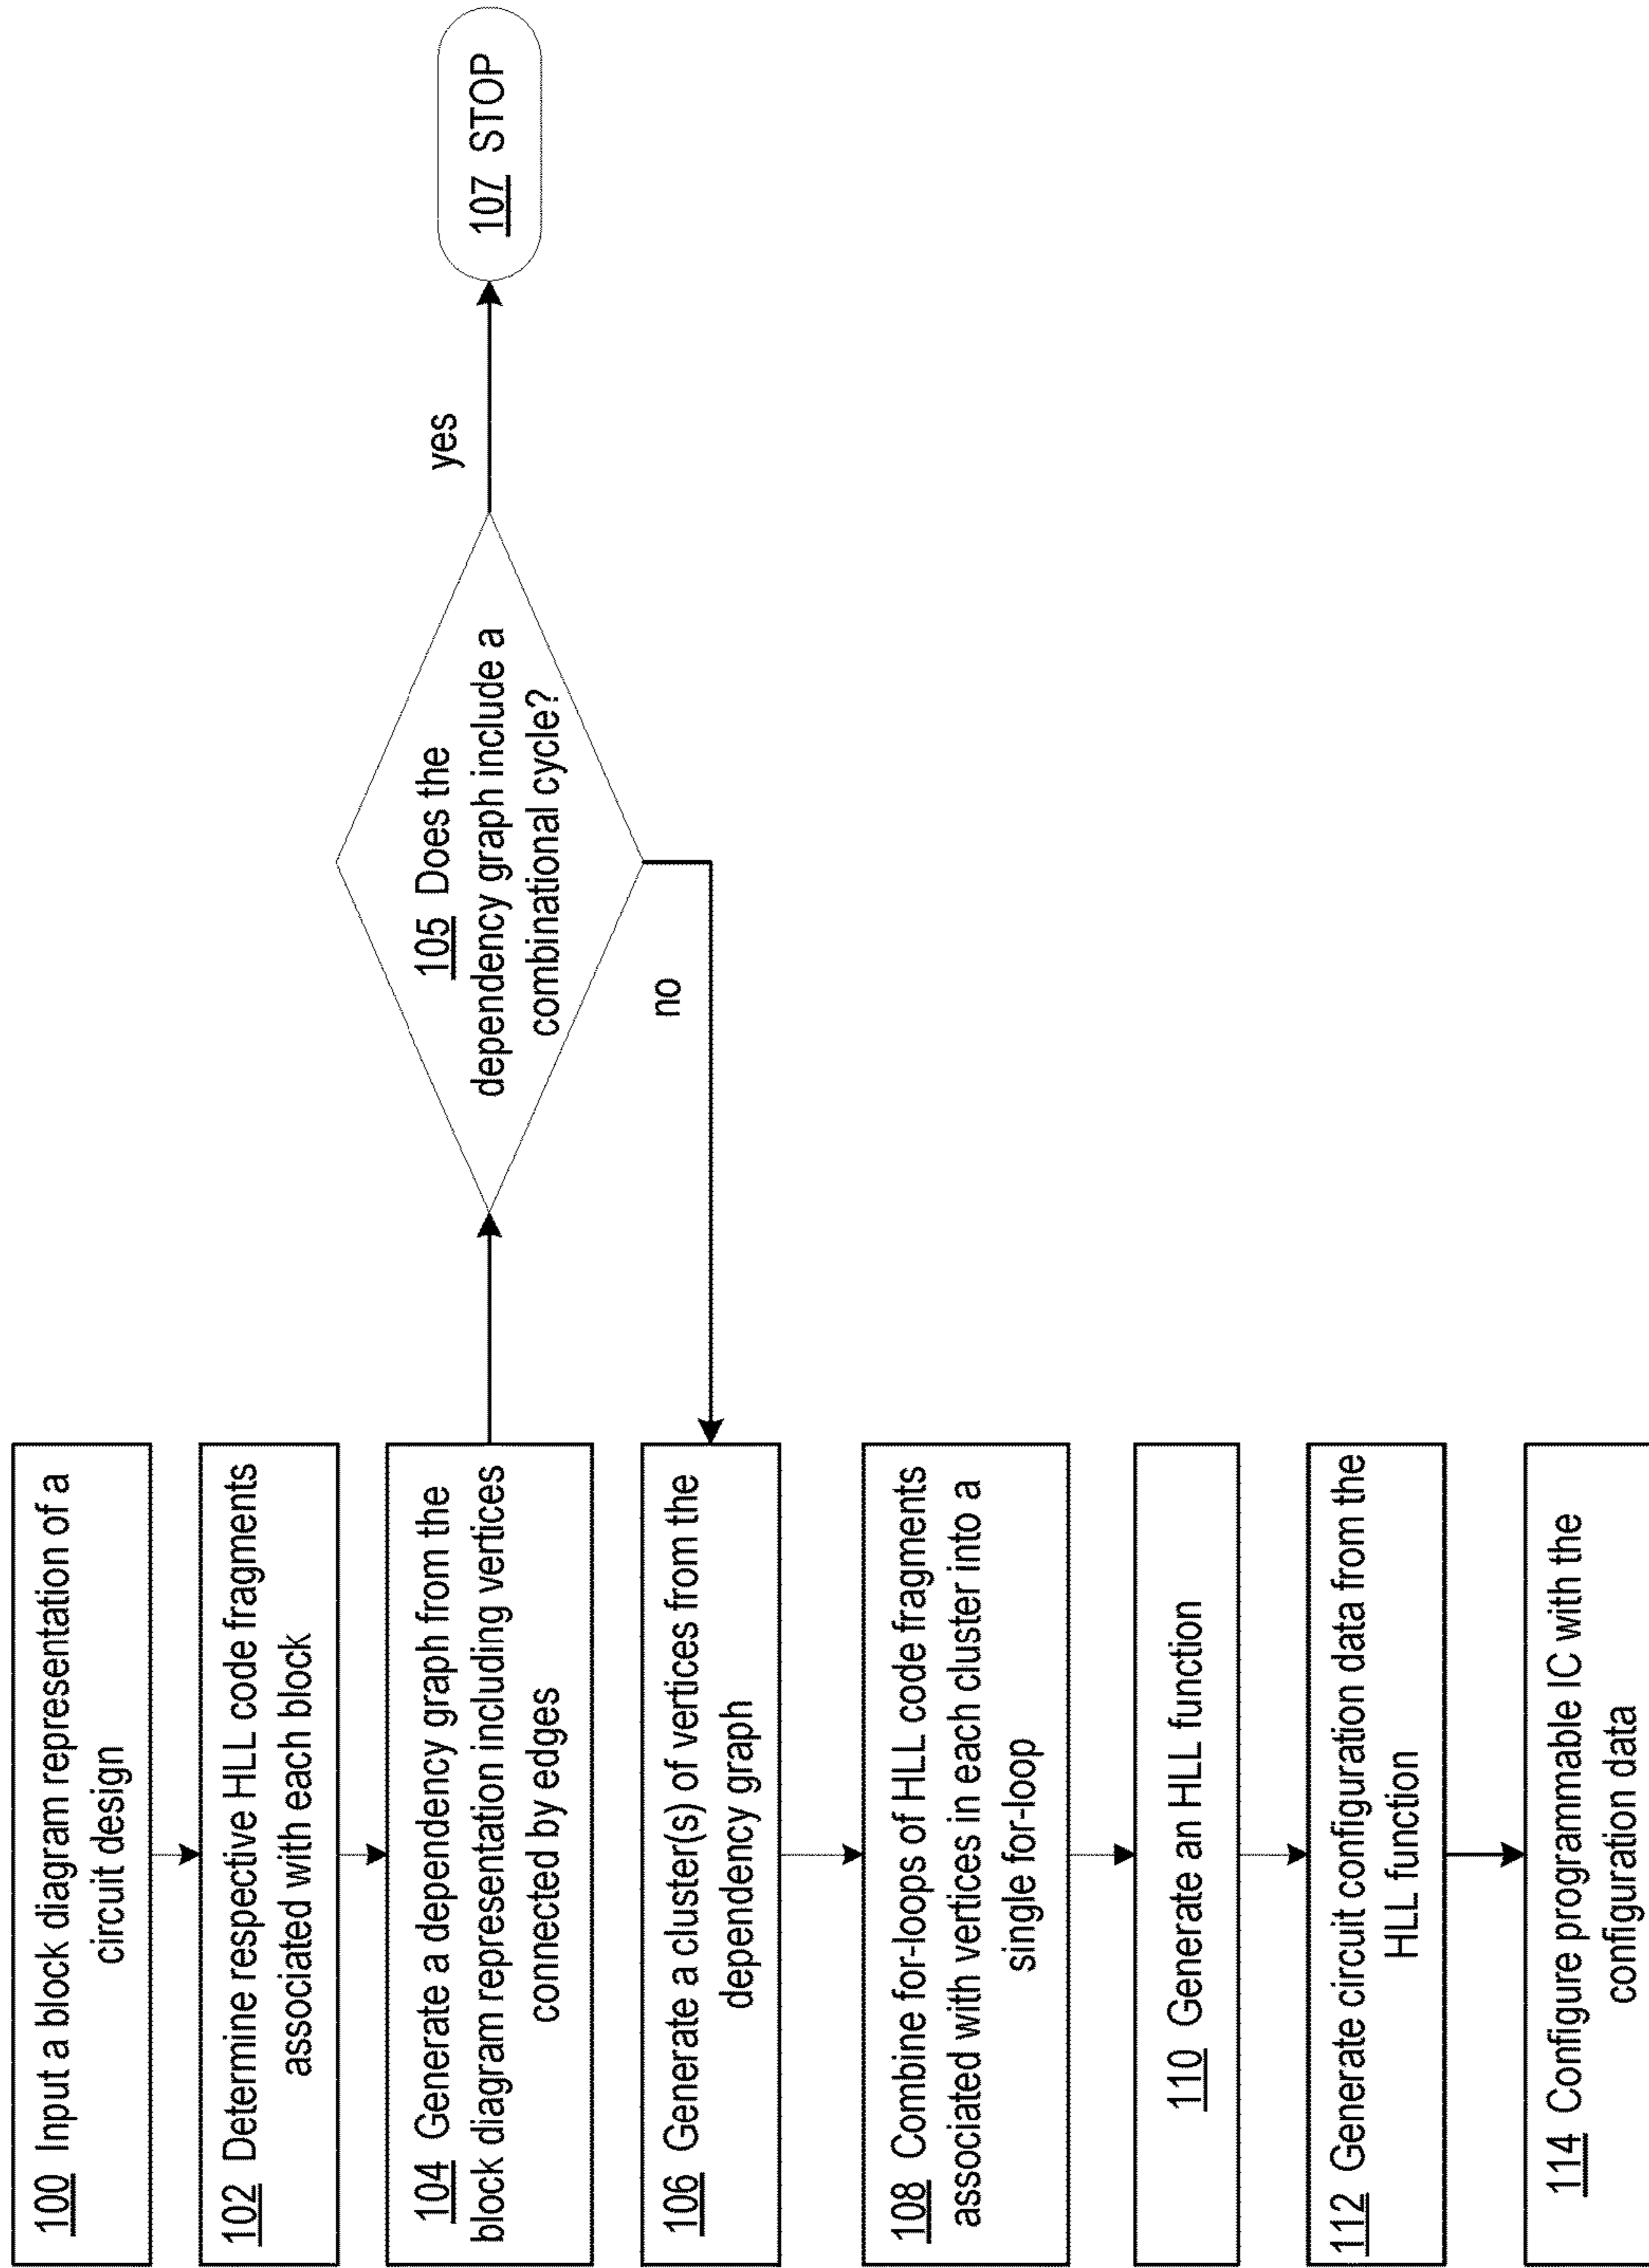 100 Input a block diagram representation of a
circuit design
102 Determine respective HLL code fragments
associated with each block
104 Generate a dependency graph from the
block diagram representation including vertices
connected by edges
105 Does the
dependency graph include a
combinational cycle?
yes
107 STOP
no
106 Generate a cluster(s) of vertices from the
dependency graph
108 Combine for-loops of HLL code fragments
associated with vertices in each cluster into a
single for-loop
110 Generate an HLL function
112 Generate circuit configuration data from the
HLL function
114 Configure programmable IC with the
configuration data